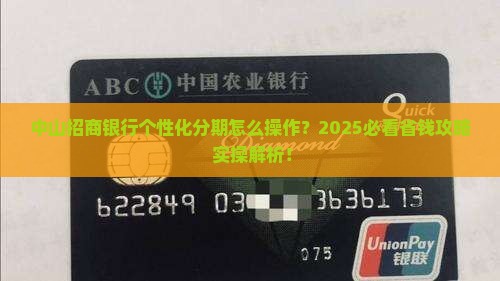 ABC 中国农业银行
Quick
中山招商银行个性化分期怎么操作？2025必看省钱攻略
Diamond
实操解析！
622849 03 3636173
075
UnionPay
银联